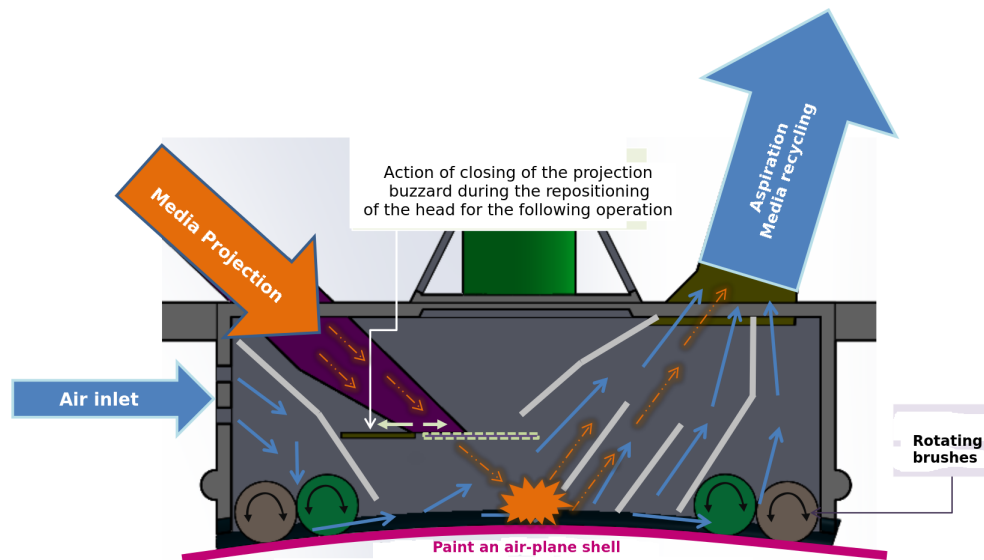 Aspiration
Media recycling
Action of closing of the projection
buzzard during the repositioning
of the head for the following operation
Media Projection
Air inlet
Rotating
brushes
Paint an air-plane shell